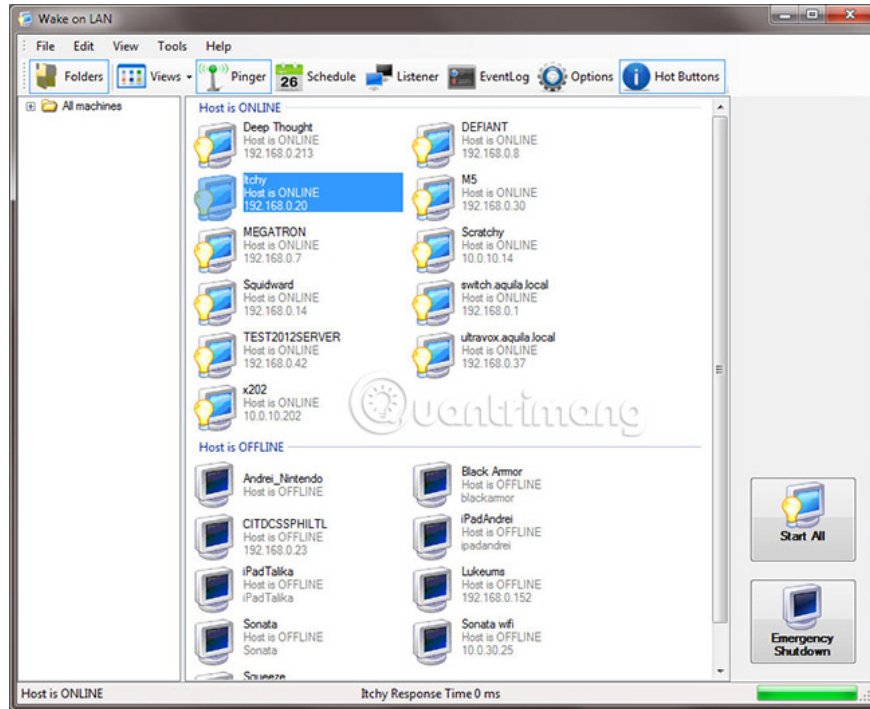 Wake on LAN
File Edit View Tools Help
Folders Views Pinger 26 Schedule Listener EventLog Options Hot Buttons
All machines
Host is ONLINE
Deep Thought
Host is ONLINE
192.168.0.213
DEFIANT
Host is ONLINE
192.168.0.8
Itchy
Host is ONLINE
192.168.0.20
M5
Host is ONLINE
192.168.0.30
MEGATRON
Host is ONLINE
192.168.0.7
Scratchy
Host is ONLINE
10.0.10.14
Squidward
Host is ONLINE
192.168.0.14
switch.aquila.local
Host is ONLINE
192.168.0.1
TEST2012SERVER
Host is ONLINE
192.168.0.42
ultravox.aquila.local
Host is ONLINE
192.168.0.37
x202
Host is ONLINE
10.0.10.202
Quantrimang
Host is OFFLINE
Andrei_Nintendo
Host is OFFLINE
Black Armor
Host is OFFLINE
blackarmor
CITDCSSPHILTL
Host is OFFLINE
192.168.0.23
iPadAndrei
Host is OFFLINE
ipadandrei
iPadTalika
Host is OFFLINE
iPadTalika
Lukeums
Host is OFFLINE
192.168.0.152
Sonata
Host is OFFLINE
Sonata
Sonata wifi
Host is OFFLINE
10.0.30.25
Squeeze
Start All
Emergency
Shutdown
Host is ONLINE
Itchy Response Time 0 ms